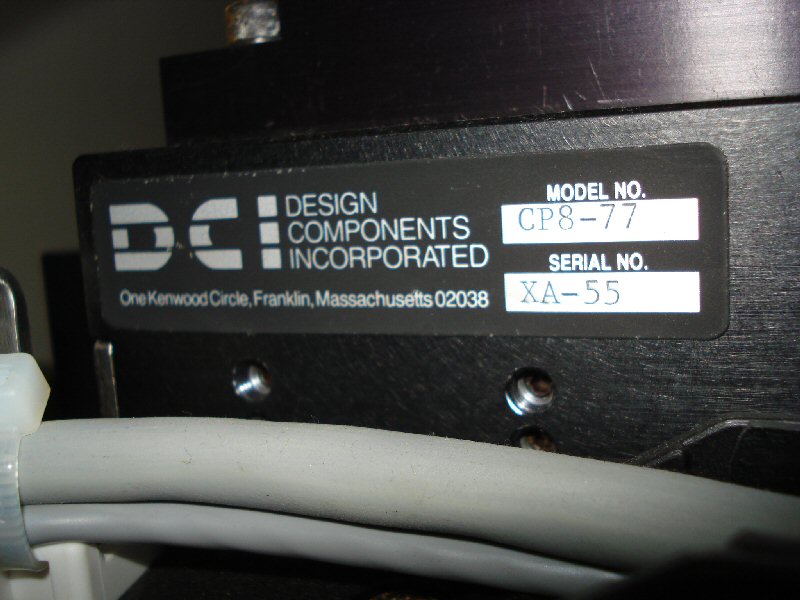 DCI
DESIGN
COMPONENTS
INCORPORATED
One Kenwood Circle, Franklin, Massachusetts 02038
MODEL NO.
CP8-77
SERIAL NO.
XA-55